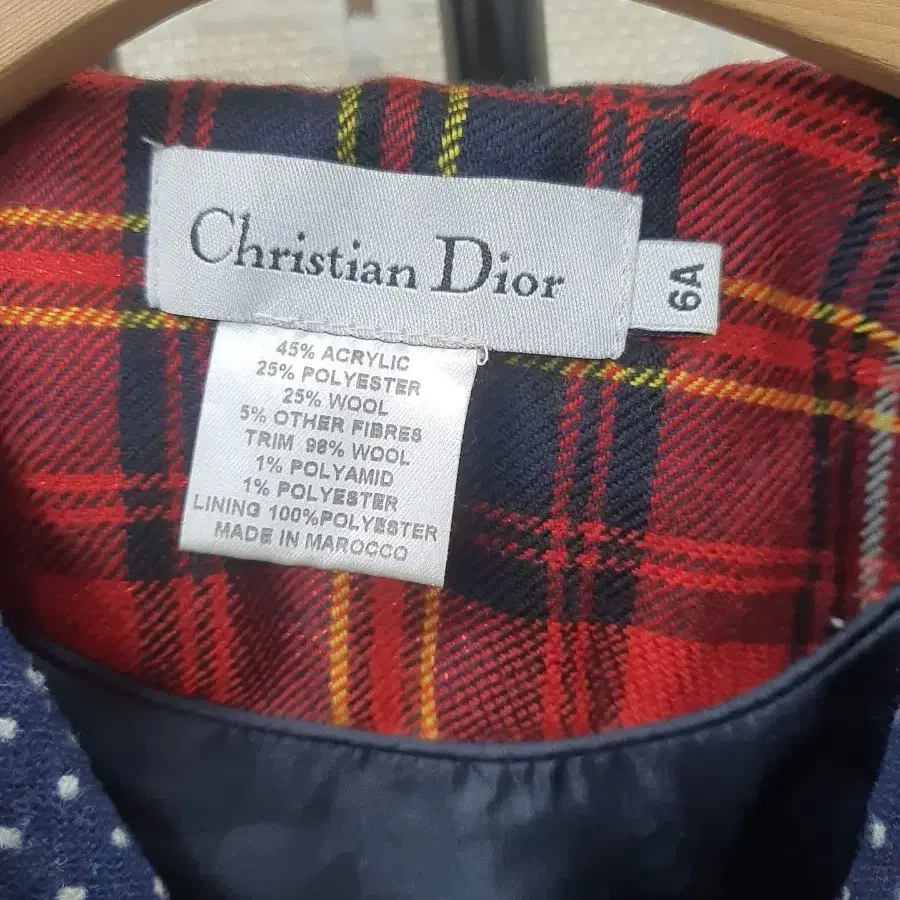 Christian Dior
6A
45% ACRYLIC
25% POLYESTER
25% WOOL
5% OTHER FIBRES
TRIM 98% WOOL
1% POLYAMID
1% POLYESTER
LINING 100%POLYESTER
MADE IN MAROCCO